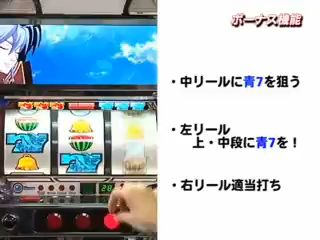 ボーナス機能
・中リールに青7を狙う
・左リール
上・中段に青7を！
・右リール適当打ち